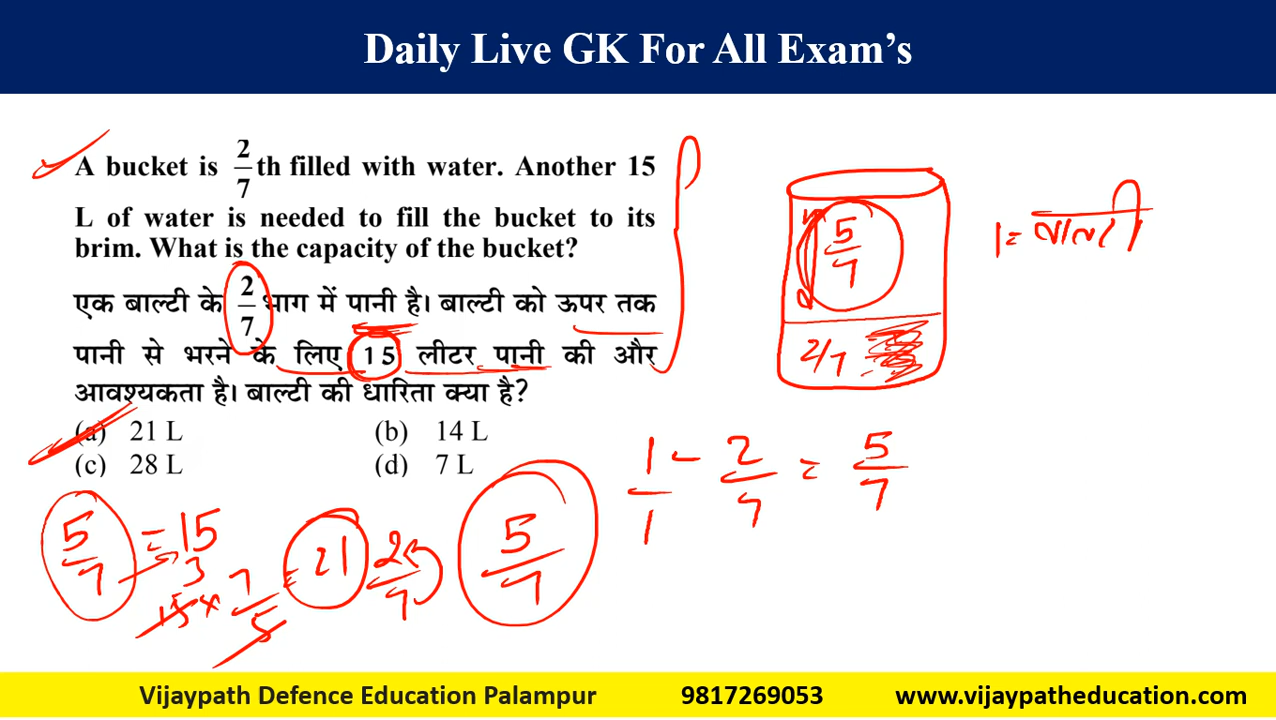 Daily Live GK For All Exam's
A bucket is 2/7 th filled with water. Another 15
L of water is needed to fill the bucket to its
brim. What is the capacity of the bucket?
एक बाल्टी के 2/7 भाग में पानी है। बाल्टी को ऊपर तक
पानी से भरने के लिए 15 लीटर पानी की और
आवश्यकता है। बाल्टी की धारिता क्या है?
(a) 21 L (b) 14 L
(c) 28 L (d) 7 L
5/7
2/7
1 = बाल्टी
1/1 - 2/7 = 5/7
5/7 = 15
3
15 × 7/5 = 21
5/7
Vijaypath Defence Education Palampur 9817269053 www.vijaypatheducation.com